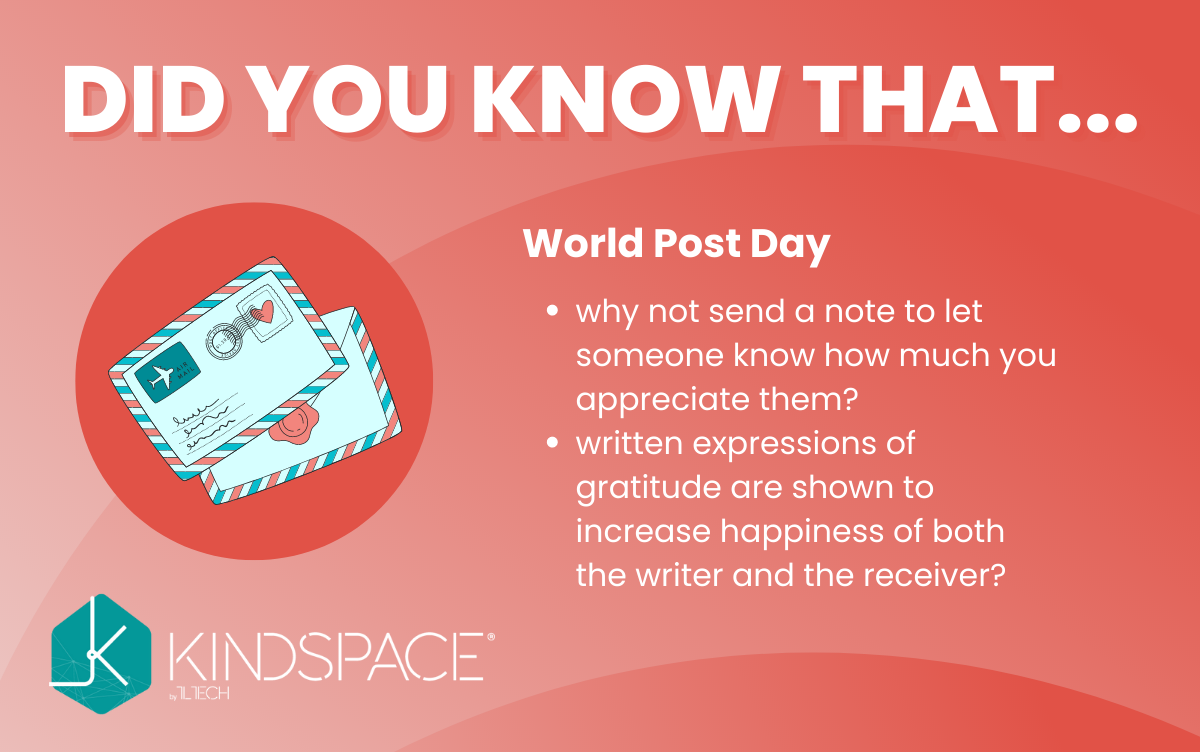 DID YOU KNOW THAT...
World Post Day
• why not send a note to let
someone know how much you
appreciate them?
• written expressions of
gratitude are shown to
increase happiness of both
the writer and the receiver?
AIR
MAIL
KINDSPACE®
by TLTECH